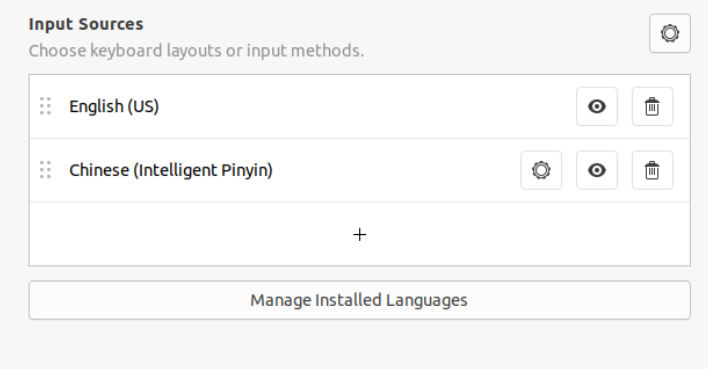 Input Sources
Choose keyboard layouts or input methods.
English (US)
Chinese (Intelligent Pinyin)
+
Manage Installed Languages